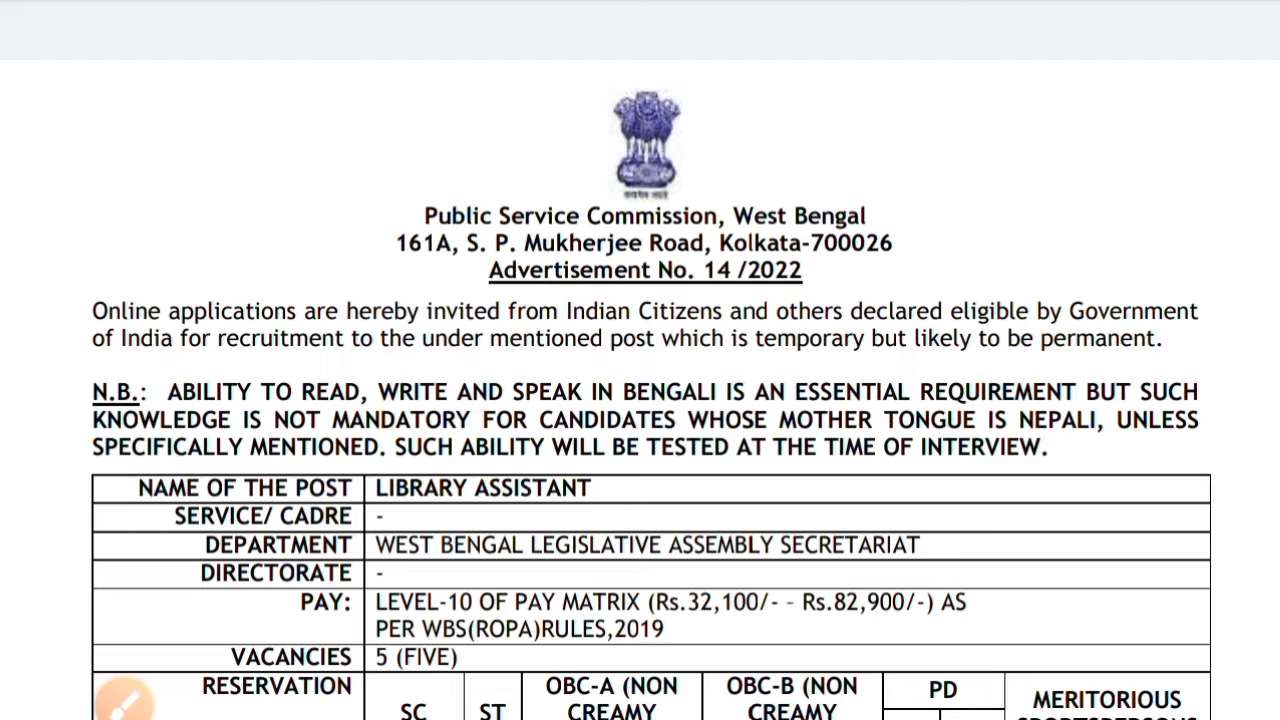 Public Service Commission, West Bengal
161A, S. P. Mukherjee Road, Kolkata-700026
Advertisement No. 14 /2022
Online applications are hereby invited from Indian Citizens and others declared eligible by Government
of India for recruitment to the under mentioned post which is temporary but likely to be permanent.
N.B.: ABILITY TO READ, WRITE AND SPEAK IN BENGALI IS AN ESSENTIAL REQUIREMENT BUT SUCH
KNOWLEDGE IS NOT MANDATORY FOR CANDIDATES WHOSE MOTHER TONGUE IS NEPALI, UNLESS
SPECIFICALLY MENTIONED. SUCH ABILITY WILL BE TESTED AT THE TIME OF INTERVIEW.
NAME OF THE POST LIBRARY ASSISTANT
SERVICE/ CADRE -
DEPARTMENT WEST BENGAL LEGISLATIVE ASSEMBLY SECRETARIAT
DIRECTORATE -
PAY: LEVEL-10 OF PAY MATRIX (Rs.32,100/- - Rs.82,900/-) AS
PER WBS(ROPA)RULES,2019
VACANCIES 5 (FIVE)
RESERVATION SC ST OBC-A (NON CREAMY OBC-B (NON CREAMY PD MERITORIOUS